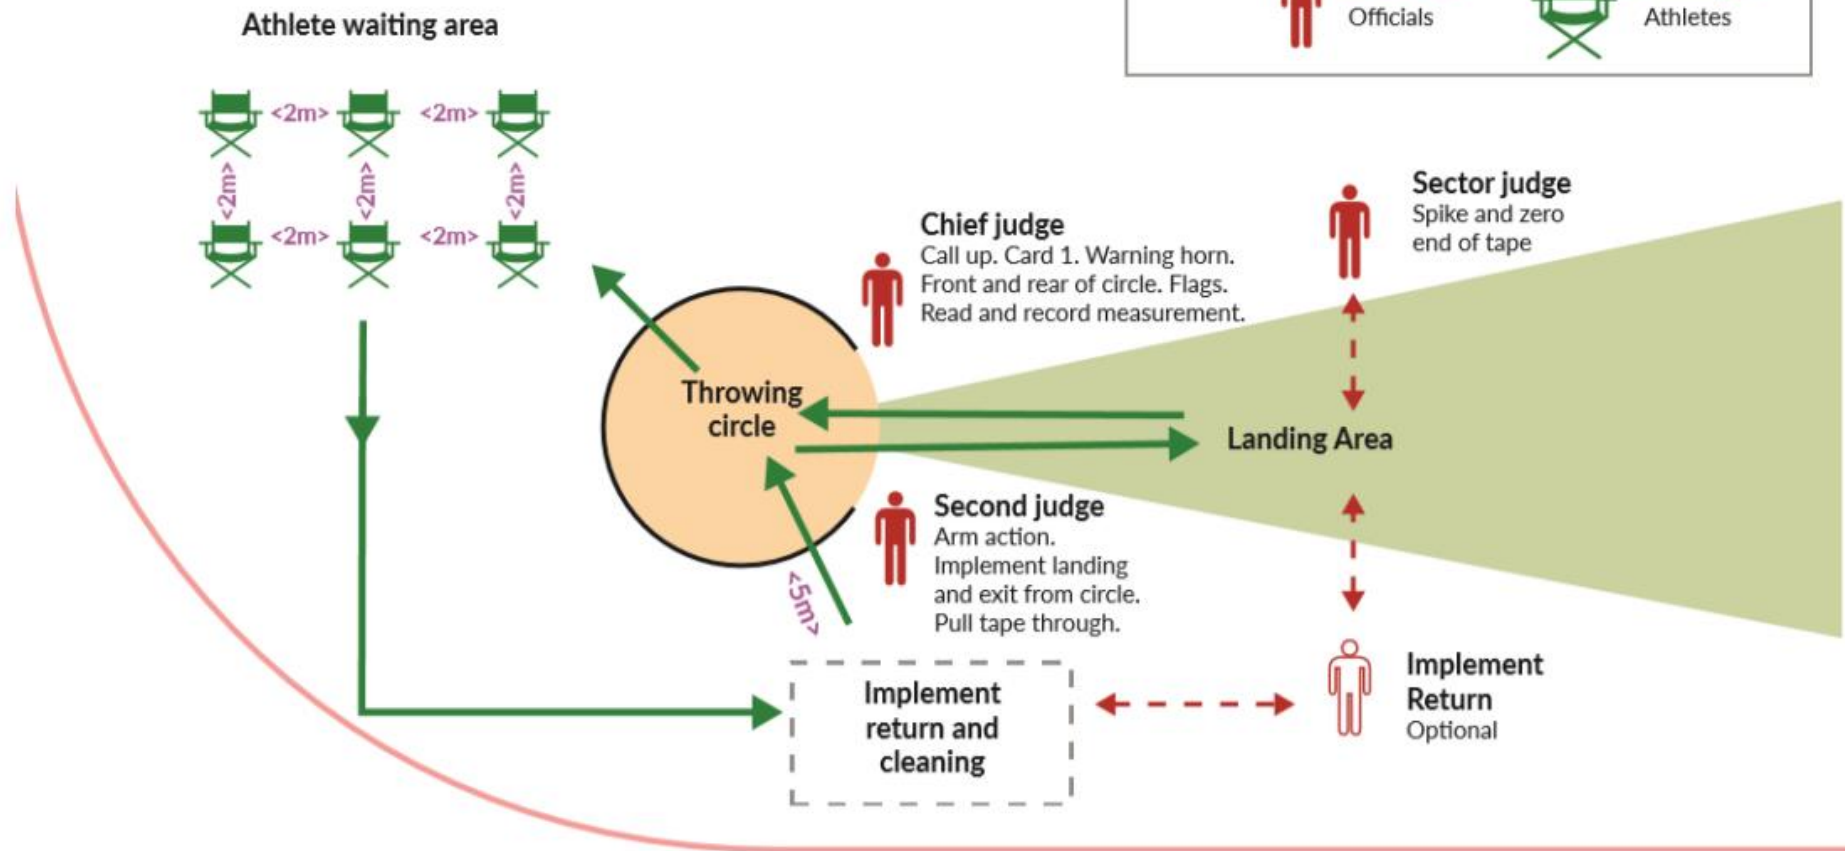 Athlete waiting area
Officials
Athletes
<2m>
<2m>
<2m>
<2m>
<2m>
<2m>
<2m>
Sector judge
Spike and zero
end of tape
Chief judge
Call up. Card 1. Warning horn.
Front and rear of circle. Flags.
Read and record measurement.
Throwing
circle
Landing Area
Second judge
Arm action.
Implement landing
and exit from circle.
Pull tape through.
<5m>
Implement
return and
cleaning
Implement
Return
Optional